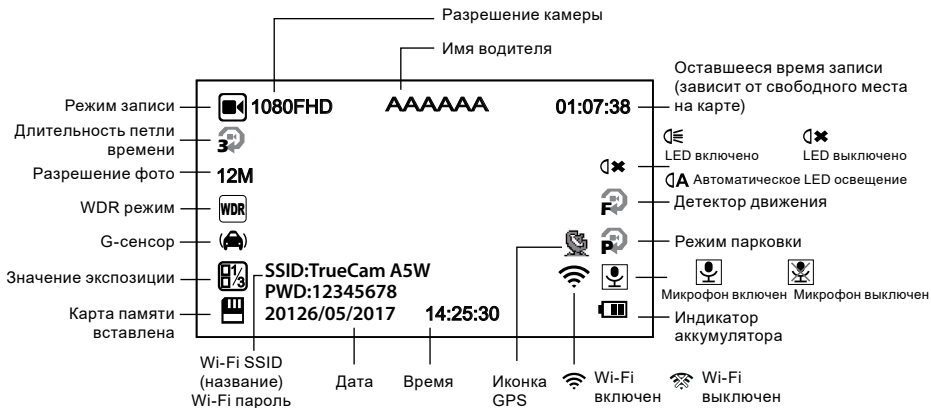 Разрешение камеры
Имя водителя
Оставшееся время записи
(зависит от свободного места
на карте)
Режим записи
1080FHD
AAAAAA
01:07:38
Длительность петли
времени
3
LED включено
LED выключено
Разрешение фото
12M
A Автоматическое LED освещение
WDR режим
WDR
F
Детектор движения
G-сенсор
P
Режим парковки
Значение экспозиции
1/3
SSID:TrueCam A5W
PWD:12345678
Микрофон включен
Микрофон выключен
Карта памяти
вставлена
20126/05/2017
14:25:30
Индикатор
аккумулятора
Wi-Fi SSID
(название)
Wi-Fi пароль
Дата
Время
Иконка
GPS
Wi-Fi
включен
Wi-Fi
выключен